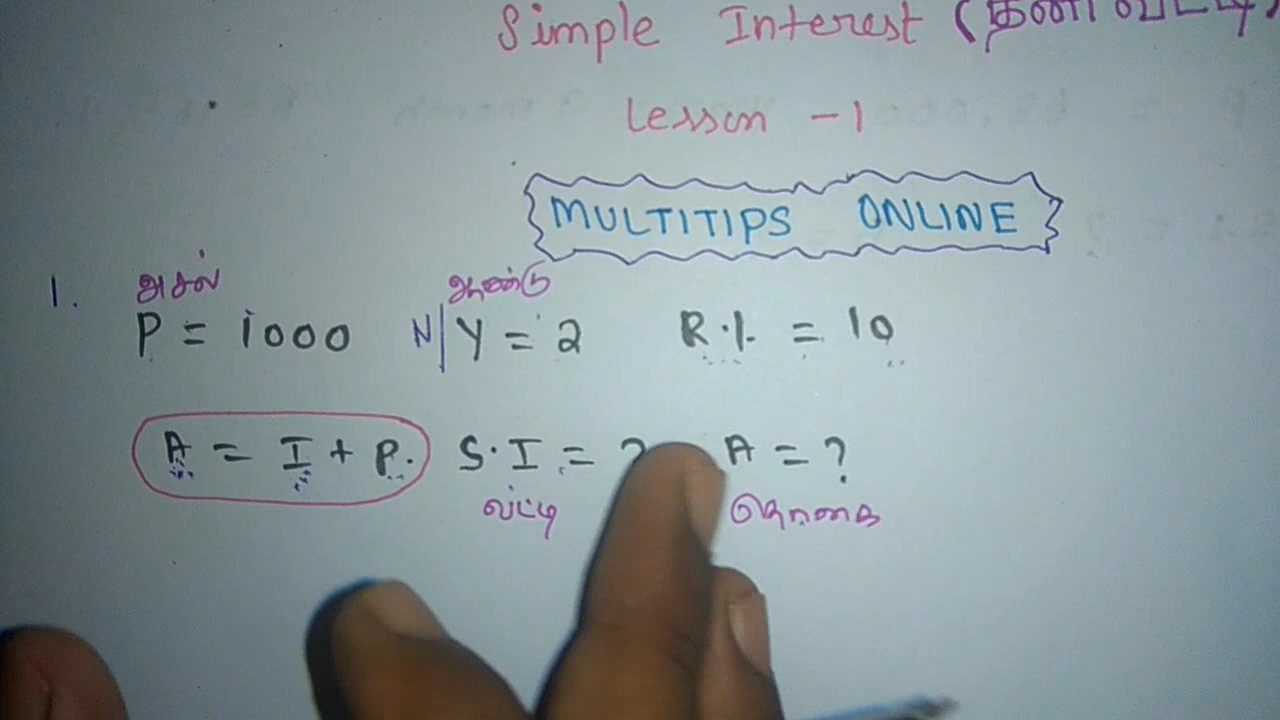 Simple Interest (தனி வட்டி)
Lesson -1
MULTITIPS ONLINE
அசல் ஆண்டு
1. P = 1000 N/Y = 2 R.%. = 10
A = I + P. S.I = ? A = ?
வட்டி தொகை